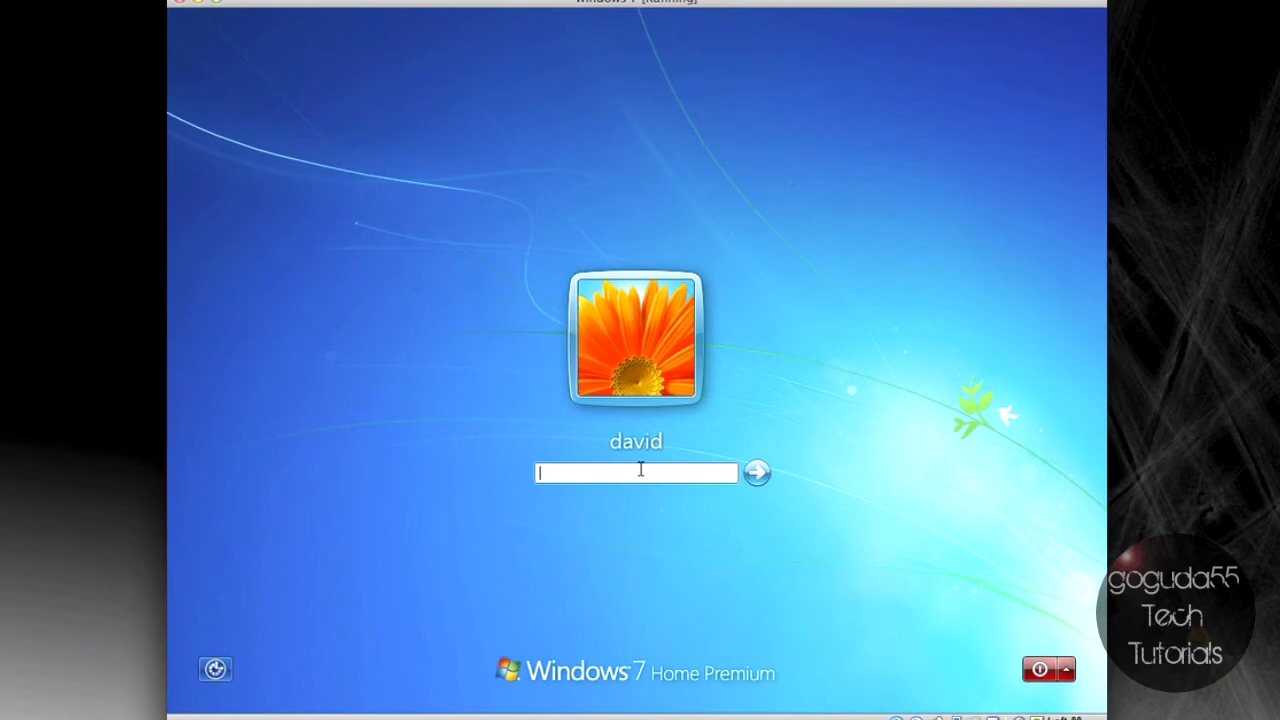 Windows 7 [Running]
david
Windows 7 Home Premium
goguda55
Tech
Tutorials